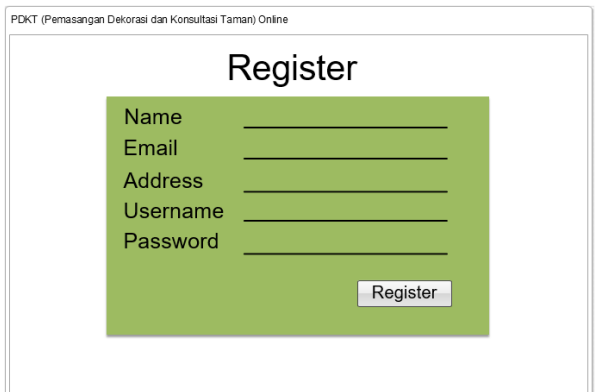 PDKT (Pemasangan Dekorasi dan Konsultasi Taman) Online
Register
Name
Email
Address
Username
Password
Register